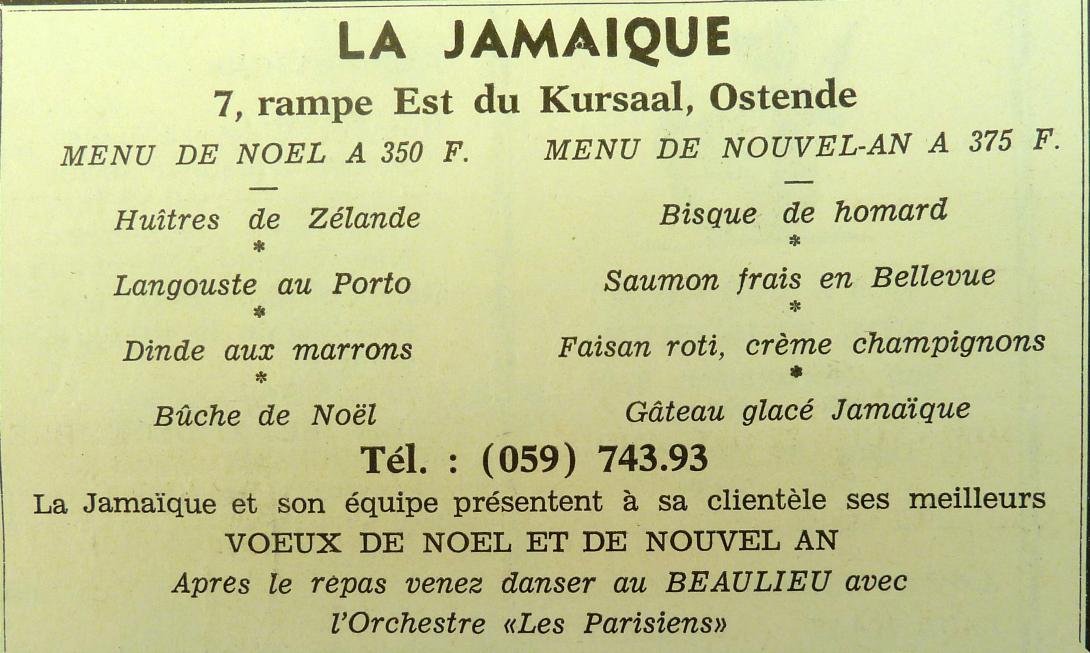 LA JAMAIQUE
7, rampe Est du Kursaal, Ostende
MENU DE NOEL A 350 F.
Huîtres de Zélande
*
Langouste au Porto
*
Dinde aux marrons
*
Bûche de Noël
MENU DE NOUVEL-AN A 375 F.
Bisque de homard
*
Saumon frais en Bellevue
*
Faisan roti, crème champignons
*
Gâteau glacé Jamaïque
Tél. : (059) 743.93
La Jamaïque et son équipe présentent à sa clientèle ses meilleurs
VOEUX DE NOEL ET DE NOUVEL AN
Après le repas venez danser au BEAULIEU avec
l'Orchestre «Les Parisiens»